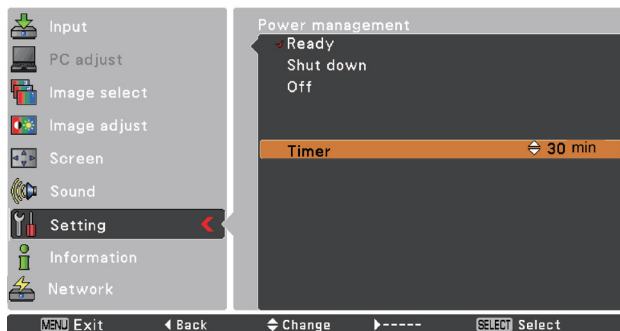 Input
PC adjust
Image select
Image adjust
Screen
Sound
Setting
Information
Network
Power management
Ready
Shut down
Off
Timer 30 min
MENU Exit Back Change ----- SELECT Select